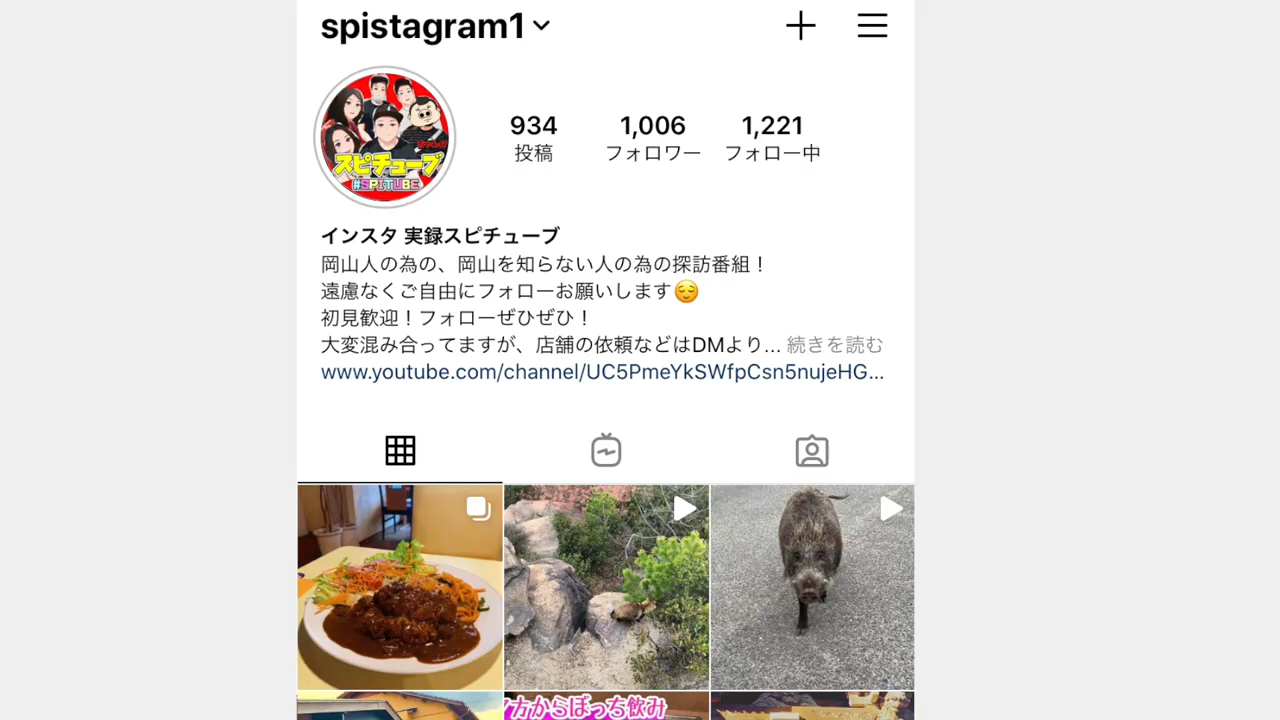 spistagram1
934
投稿
1,006
フォロワー
1,221
フォロー中
スピチューブ
#SPITUBE
インスタ 実録スピチューブ
岡山人の為の、岡山を知らない人の為の探訪番組！
遠慮なくご自由にフォローお願いします😌
初見歓迎！フォローぜひぜひ！
大変混み合ってますが、店舗の依頼などはDMより... 続きを読む
www.youtube.com/channel/UC5PmeYkSWfpCsn5nujeHG...
夕方からぼっち飲み